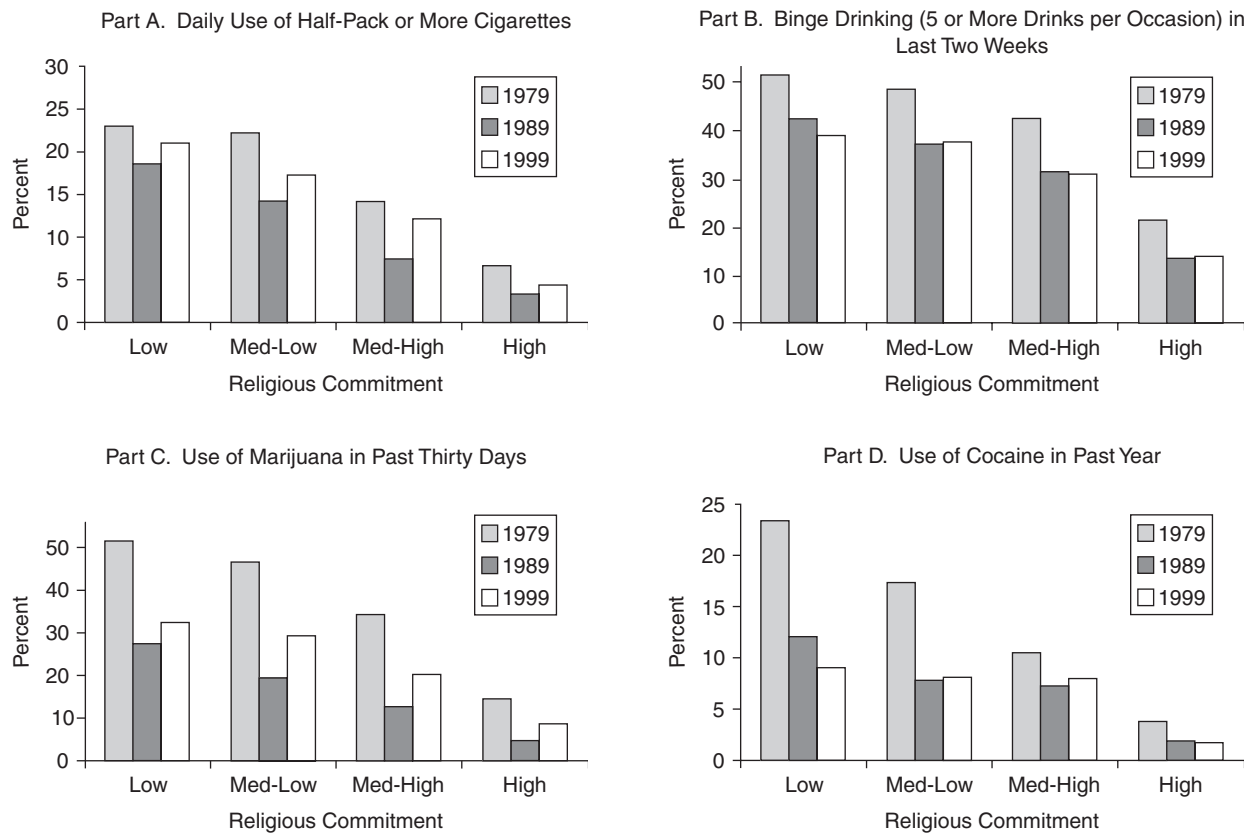 Part A. Daily Use of Half-Pack or More Cigarettes
30
25
20
15
10
5
0
Percent
1979
1989
1999
Low Med-Low Med-High High
Religious Commitment
Part B. Binge Drinking (5 or More Drinks per Occasion) in
Last Two Weeks
50
40
30
20
10
0
Percent
1979
1989
1999
Low Med-Low Med-High High
Religious Commitment
Part C. Use of Marijuana in Past Thirty Days
50
40
30
20
10
0
Percent
1979
1989
1999
Low Med-Low Med-High High
Religious Commitment
Part D. Use of Cocaine in Past Year
25
20
15
10
5
0
Percent
1979
1989
1999
Low Med-Low Med-High High
Religious Commitment